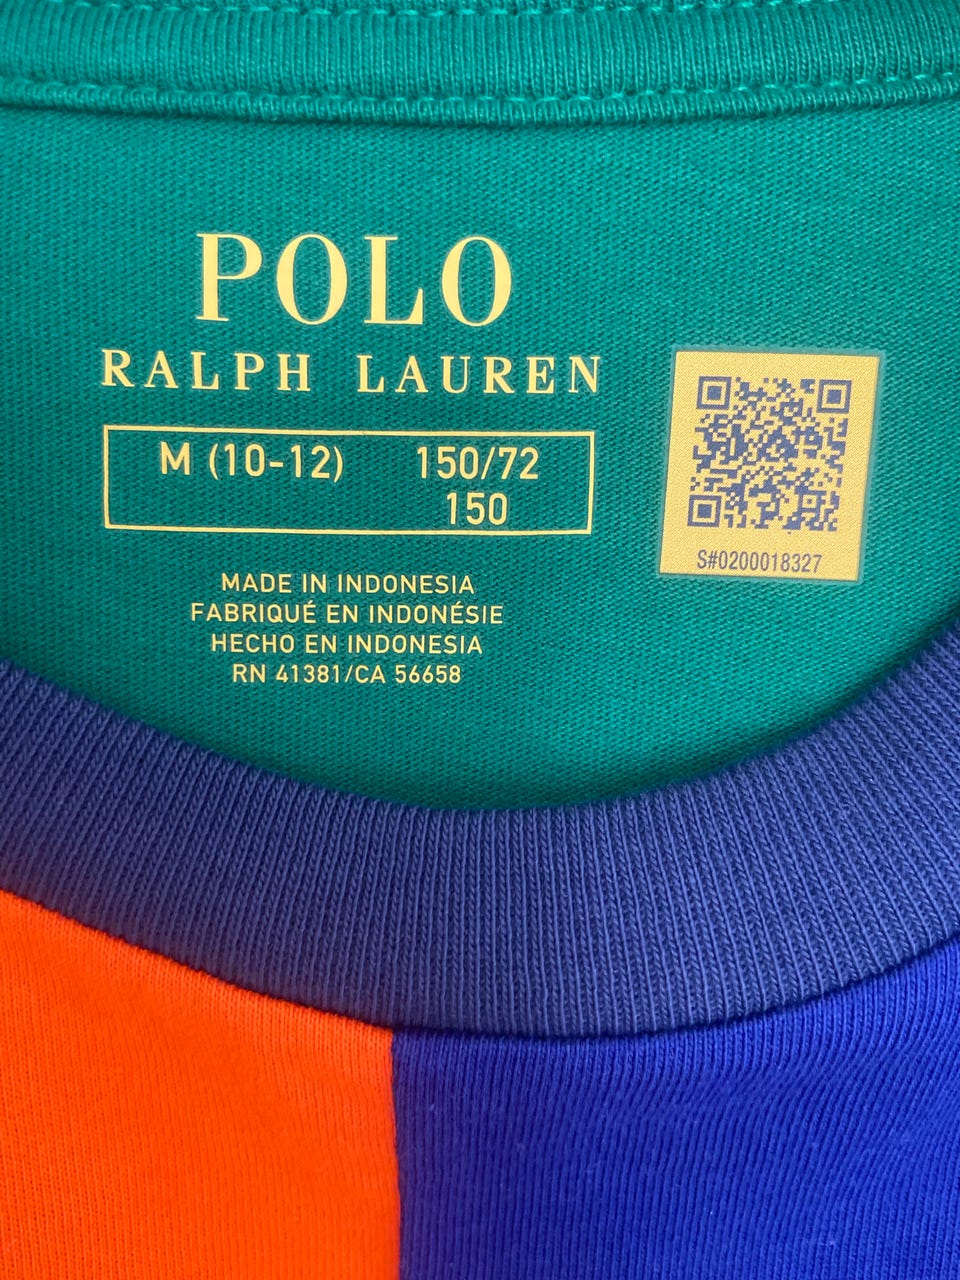 POLO
RALPH LAUREN
M (10-12) 150/72
150
MADE IN INDONESIA
FABRIQUÉ EN INDONÉSIE
HECHO EN INDONESIA
RN 41381/CA 56658
S#0200018327